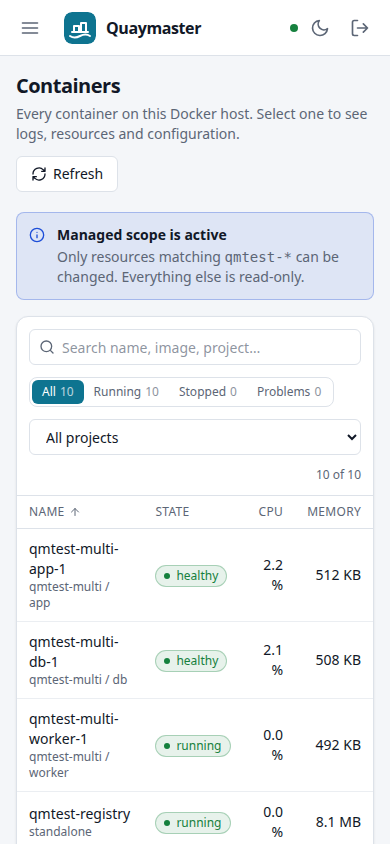 Quaymaster
Containers
Every container on this Docker host. Select one to see
logs, resources and configuration.
Refresh
Managed scope is active
Only resources matching qmtest-* can be
changed. Everything else is read-only.
Search name, image, project...
All 10 Running 10 Stopped 0 Problems 0
All projects
10 of 10
NAME ↑ STATE CPU MEMORY
qmtest-multi-
app-1
qmtest-multi /
app
healthy
2.2
%
512 KB
qmtest-multi-
db-1
qmtest-multi / db
healthy
2.1
%
508 KB
qmtest-multi-
worker-1
qmtest-multi /
worker
running
0.0
%
492 KB
qmtest-registry
standalone
running
0.0
%
8.1 MB